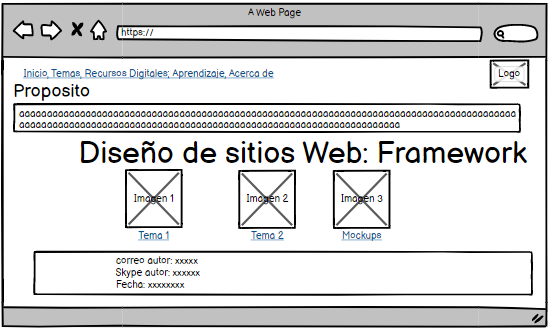 A Web Page
https://
Inicio, Temas, Recursos Digitales; Aprendizaje, Acerca de
Logo
Proposito
Diseño de sitios Web: Framework
Imagen 1
Imagen 2
Imagen 3
Tema 1
Tema 2
Mockups
correo autor: xxxxx
Skype autor: xxxxxx
Fecha: xxxxxxxx